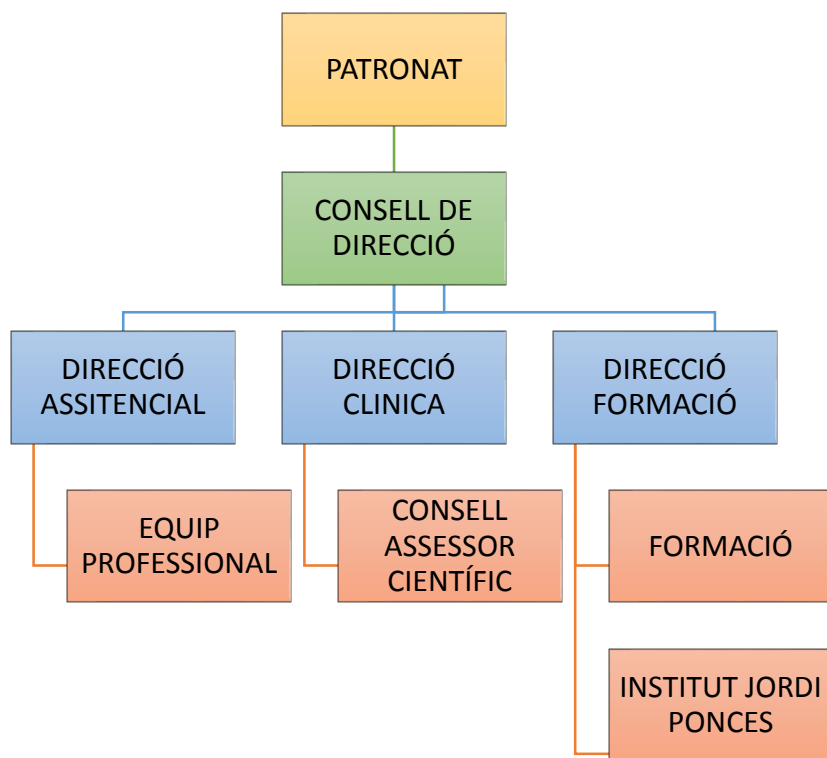 PATRONAT
CONSELL DE
DIRECCIÓ
DIRECCIÓ
ASSITENCIAL
DIRECCIÓ
CLINICA
DIRECCIÓ
FORMACIÓ
EQUIP
PROFESSIONAL
CONSELL
ASSESSOR
CIENTÍFIC
FORMACIÓ
INSTITUT JORDI
PONCES